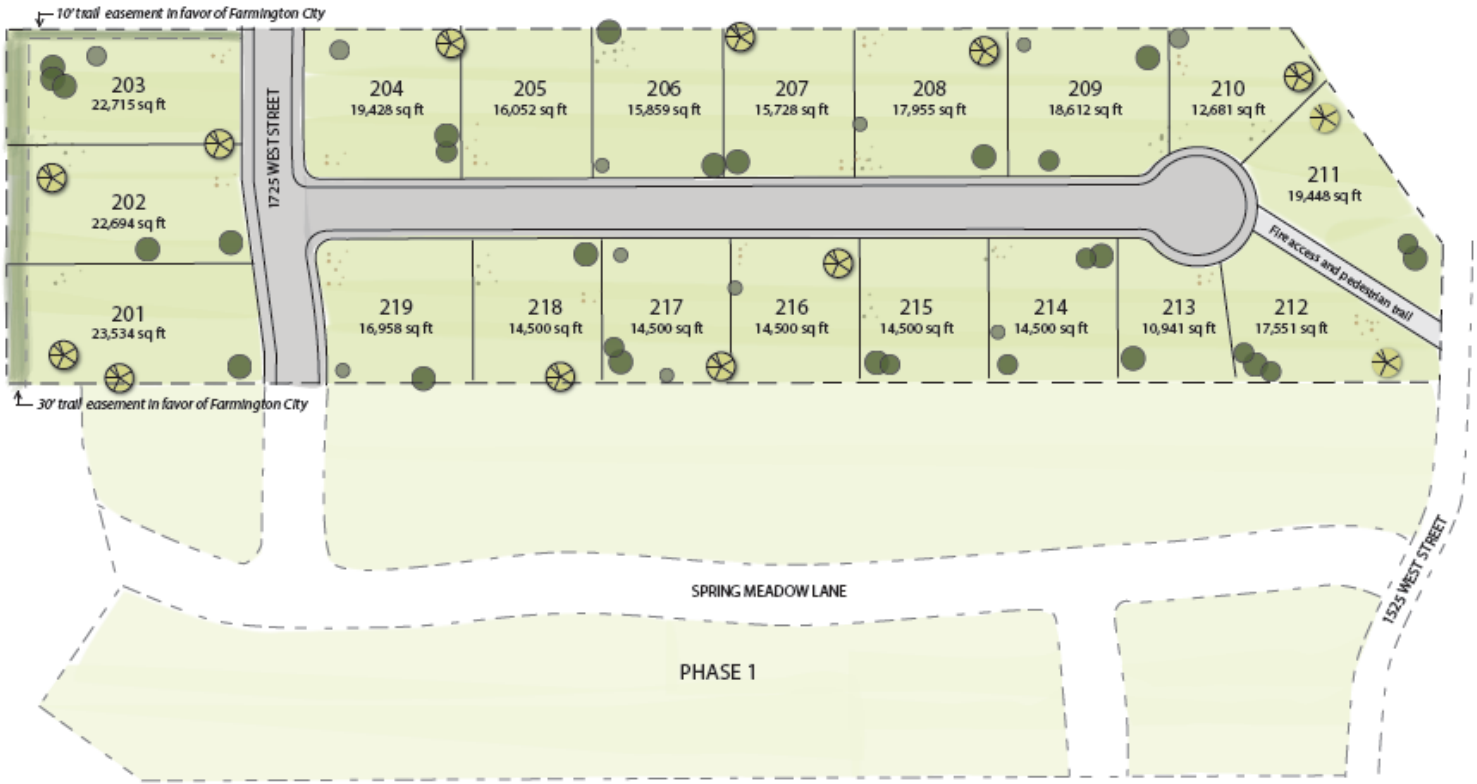 10' trail easement in favor of Farmington City
203
22,715 sq ft
202
22,694 sq ft
201
23,534 sq ft
30' trail easement in favor of Farmington City
1725 WEST STREET
204
19,428 sq ft
205
16,052 sq ft
206
15,859 sq ft
207
15,728 sq ft
208
17,955 sq ft
209
18,612 sq ft
210
12,681 sq ft
211
19,448 sq ft
Fire access and pedestrian trail
219
16,958 sq ft
218
14,500 sq ft
217
14,500 sq ft
216
14,500 sq ft
215
14,500 sq ft
214
14,500 sq ft
213
10,941 sq ft
212
17,551 sq ft
SPRING MEADOW LANE
1525 WEST STREET
PHASE 1